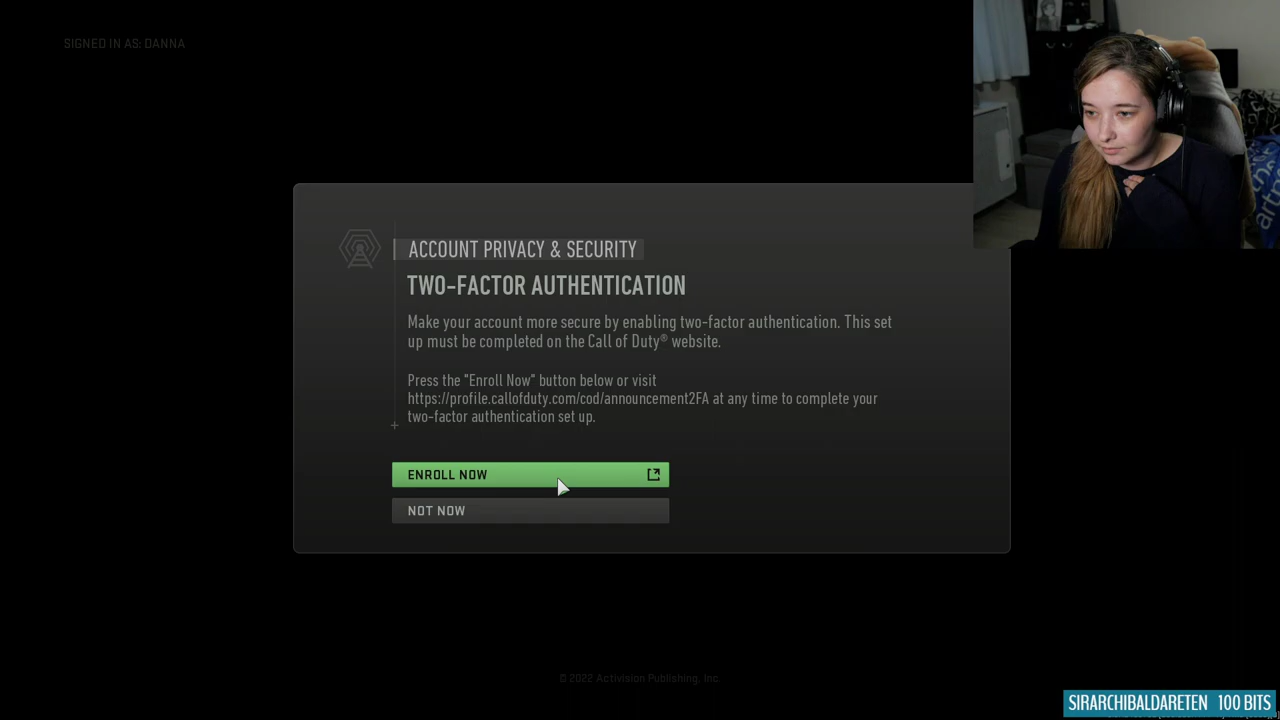 SIGNED IN AS: DANNA
ACCOUNT PRIVACY & SECURITY
TWO-FACTOR AUTHENTICATION
Make your account more secure by enabling two-factor authentication. This set
up must be completed on the Call of Duty® website.
Press the "Enroll Now" button below or visit
https://profile.callofduty.com/cod/announcement2FA at any time to complete your
two-factor authentication set up.
ENROLL NOW
NOT NOW
© 2022 Activision Publishing, Inc.
SIRARCHIBALDARETEN 100 BITS